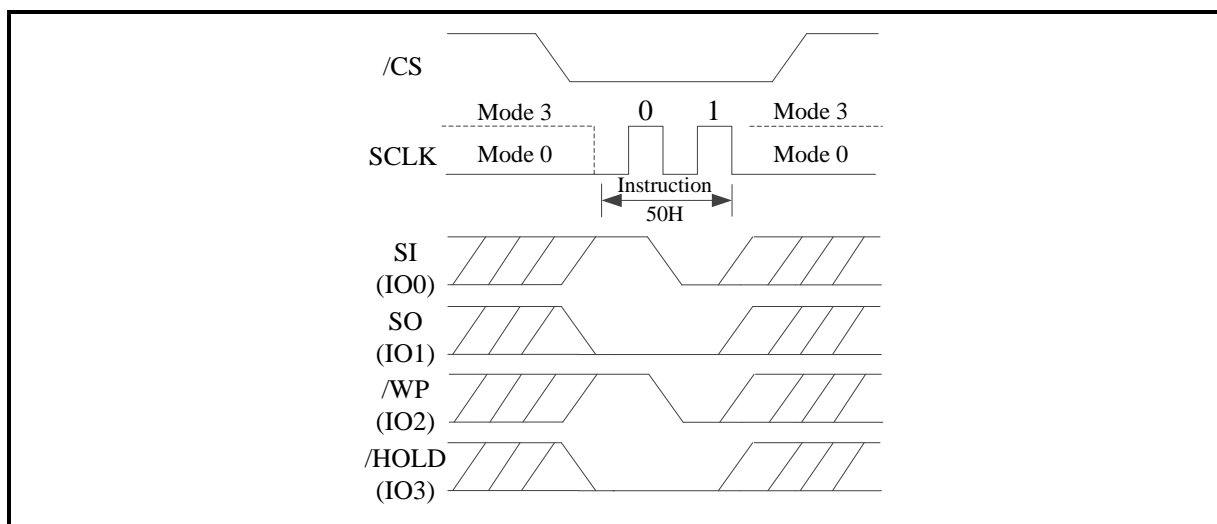 /CS
Mode 3 0 1 Mode 3
SCLK Mode 0 Mode 0
Instruction
50H
SI
(IO0)
SO
(IO1)
/WP
(IO2)
/HOLD
(IO3)